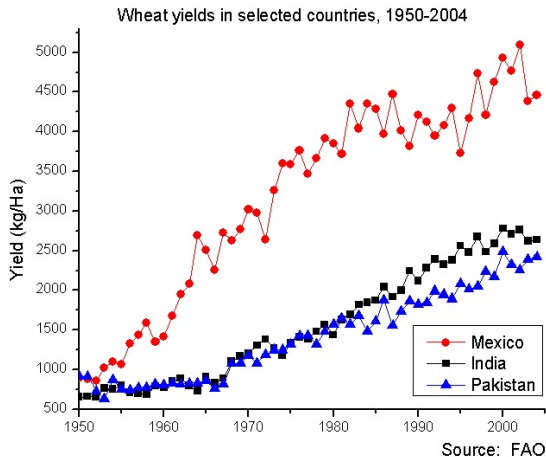 Wheat yields in selected countries, 1950-2004
Yield (kg/Ha)
5000
4500
4000
3500
3000
2500
2000
1500
1000
500
Mexico
India
Pakistan
1950 1960 1970 1980 1990 2000
Source: FAO